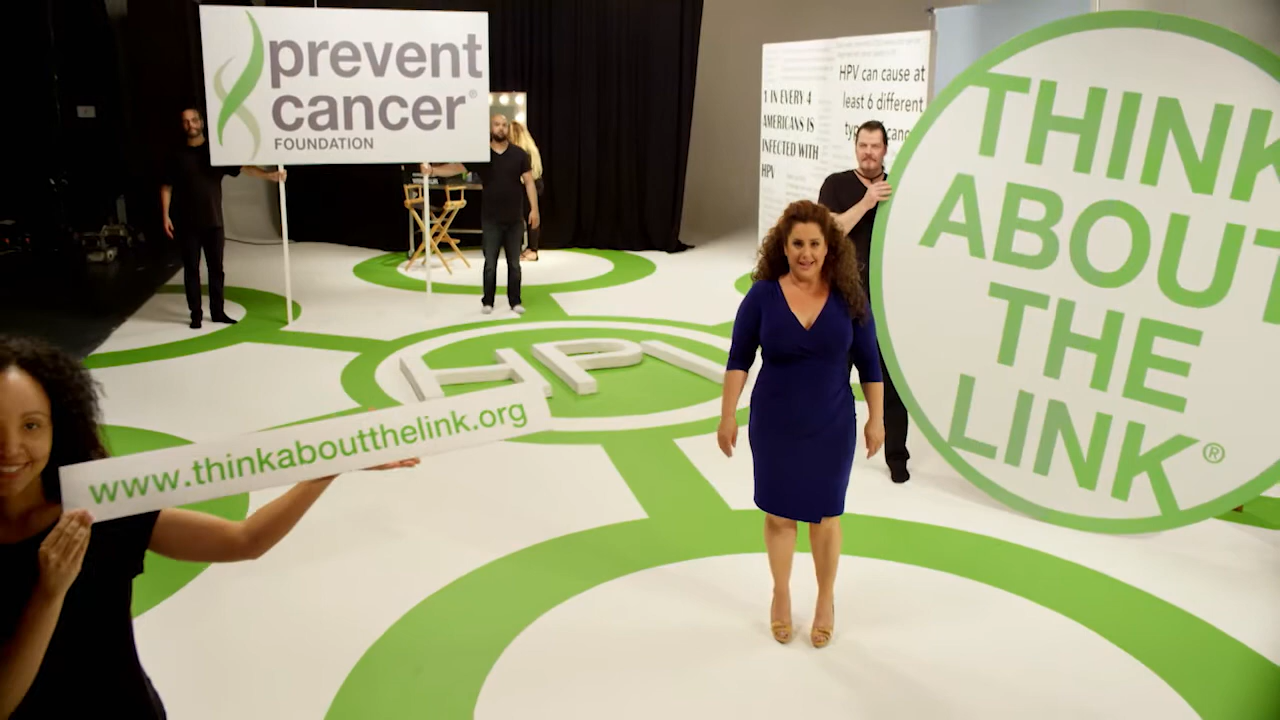 prevent
cancer®
FOUNDATION
1 IN EVERY 4
AMERICANS IS
INFECTED WITH
HPV
HPV can cause at
least 6 different
THINK
ABOUT
THE
LINK®
HPV
www.thinkaboutthelink.org